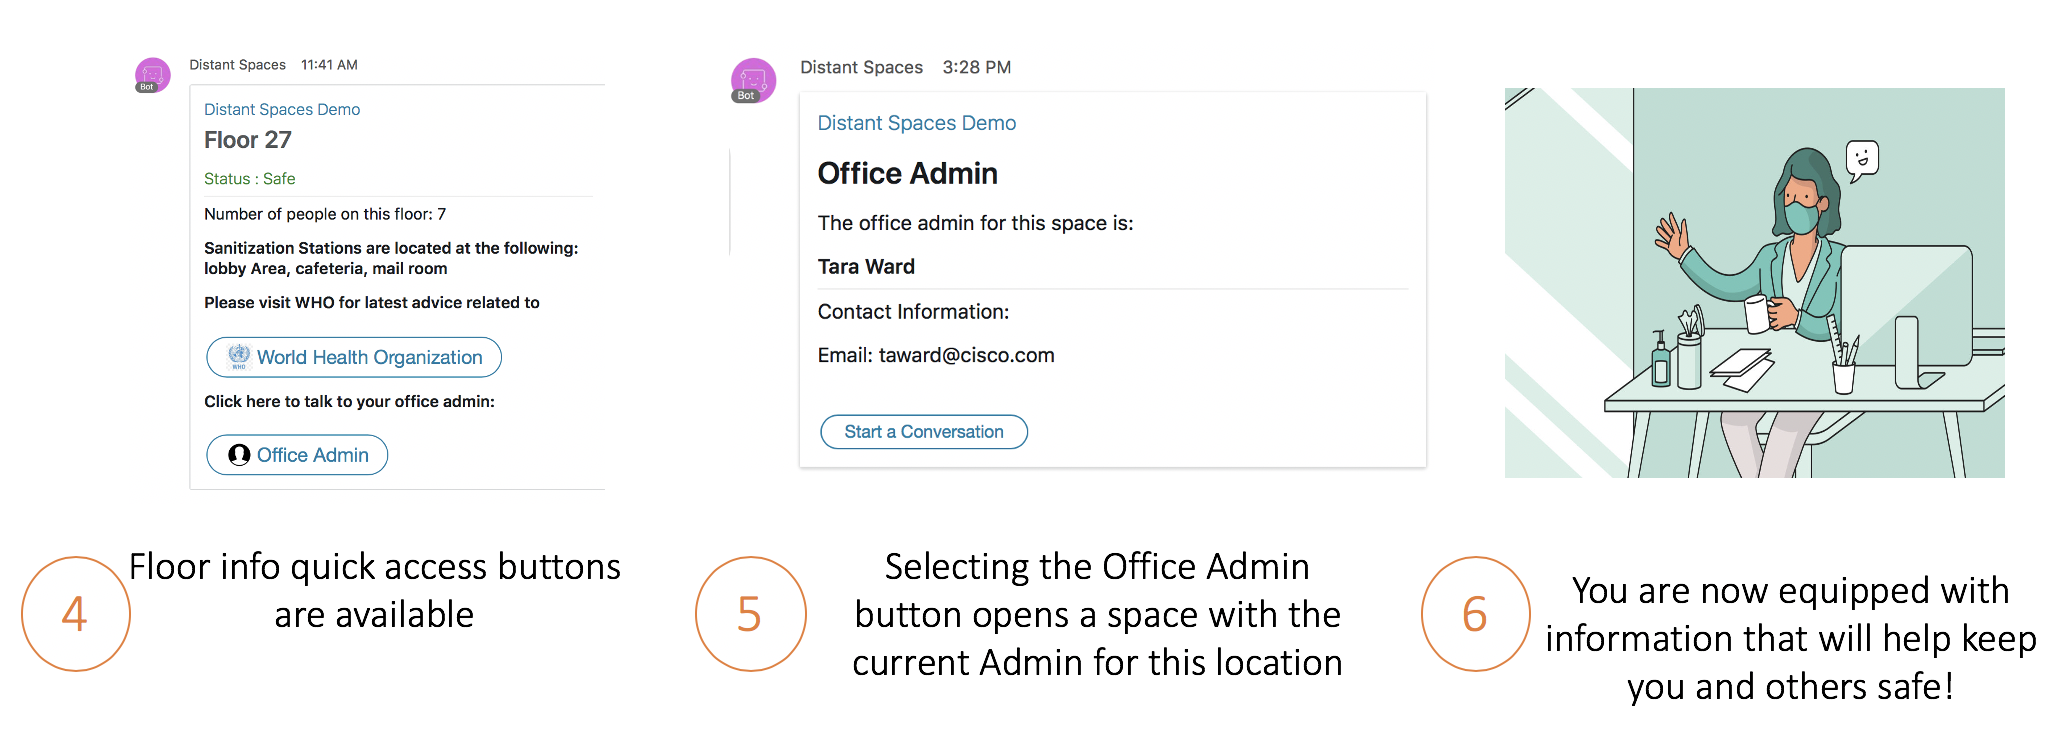 Distant Spaces 11:41 AM
Bot
Distant Spaces Demo
Floor 27
Status : Safe
Number of people on this floor: 7
Sanitization Stations are located at the following:
lobby Area, cafeteria, mail room
Please visit WHO for latest advice related to
WHO
World Health Organization
Click here to talk to your office admin:
Office Admin
4
Floor info quick access buttons
are available
Distant Spaces 3:28 PM
Bot
Distant Spaces Demo
Office Admin
The office admin for this space is:
Tara Ward
Contact Information:
Email: taward@cisco.com
Start a Conversation
5
Selecting the Office Admin
button opens a space with the
current Admin for this location
6
You are now equipped with
information that will help keep
you and others safe!